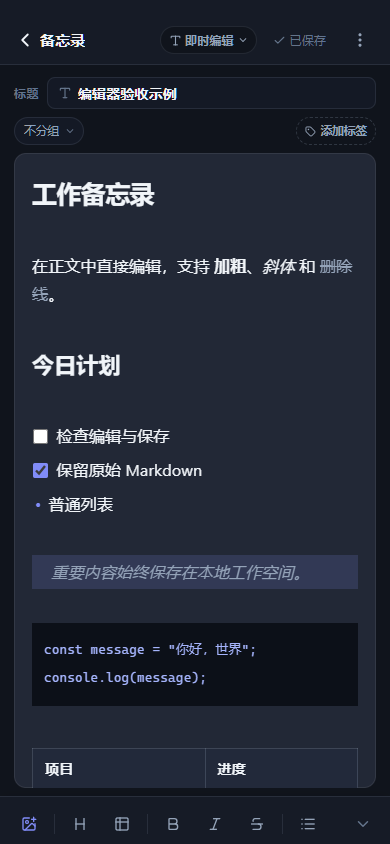 备忘录
即时编辑
已保存
标题
编辑器验收示例
不分组
添加标签
工作备忘录
在正文中直接编辑，支持 加粗、斜体 和 删除
线。
今日计划
检查编辑与保存
保留原始 Markdown
普通列表
重要内容始终保存在本地工作空间。
const message = "你好，世界";
console.log(message);
项目 进度
H B I S